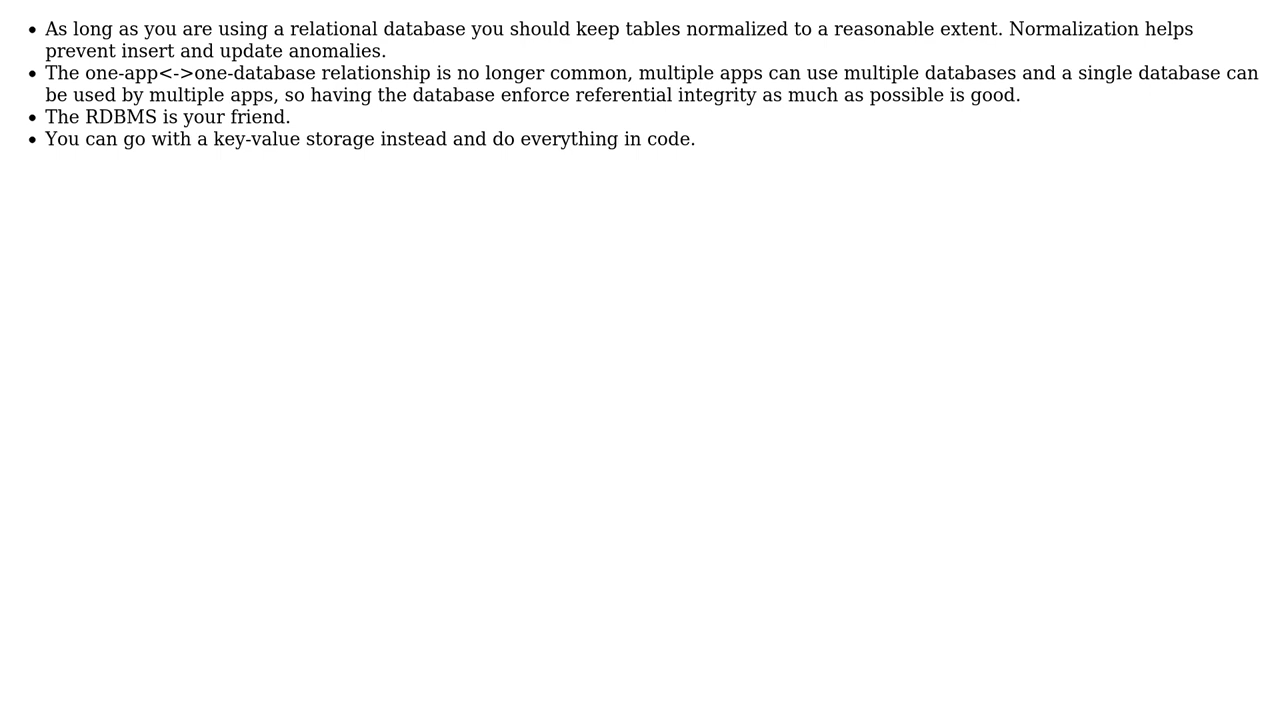 • As long as you are using a relational database you should keep tables normalized to a reasonable extent. Normalization helps
prevent insert and update anomalies.
• The one-app<->one-database relationship is no longer common, multiple apps can use multiple databases and a single database can
be used by multiple apps, so having the database enforce referential integrity as much as possible is good.
• The RDBMS is your friend.
• You can go with a key-value storage instead and do everything in code.